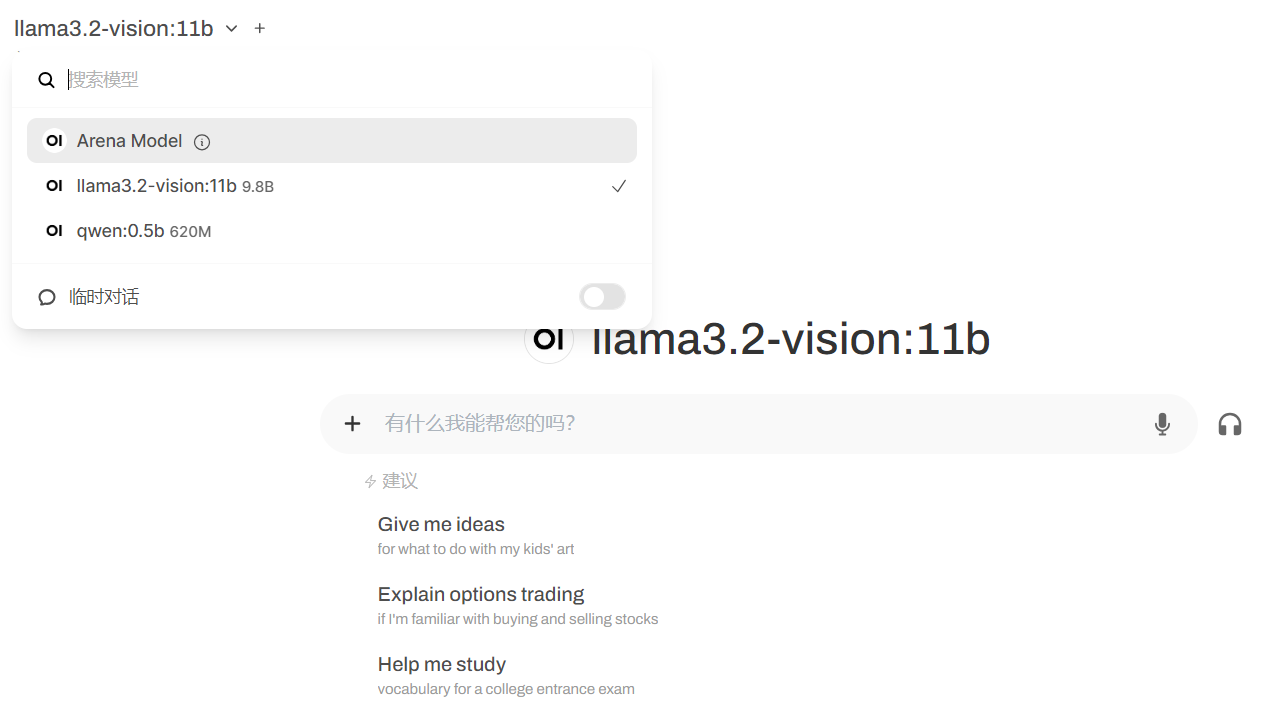 llama3.2-vision:11b
搜索模型
OI Arena Model
OI llama3.2-vision:11b 9.8B
OI qwen:0.5b 620M
临时对话
OI llama3.2-vision:11b
有什么我能帮您的吗?
建议
Give me ideas
for what to do with my kids' art
Explain options trading
if I'm familiar with buying and selling stocks
Help me study
vocabulary for a college entrance exam